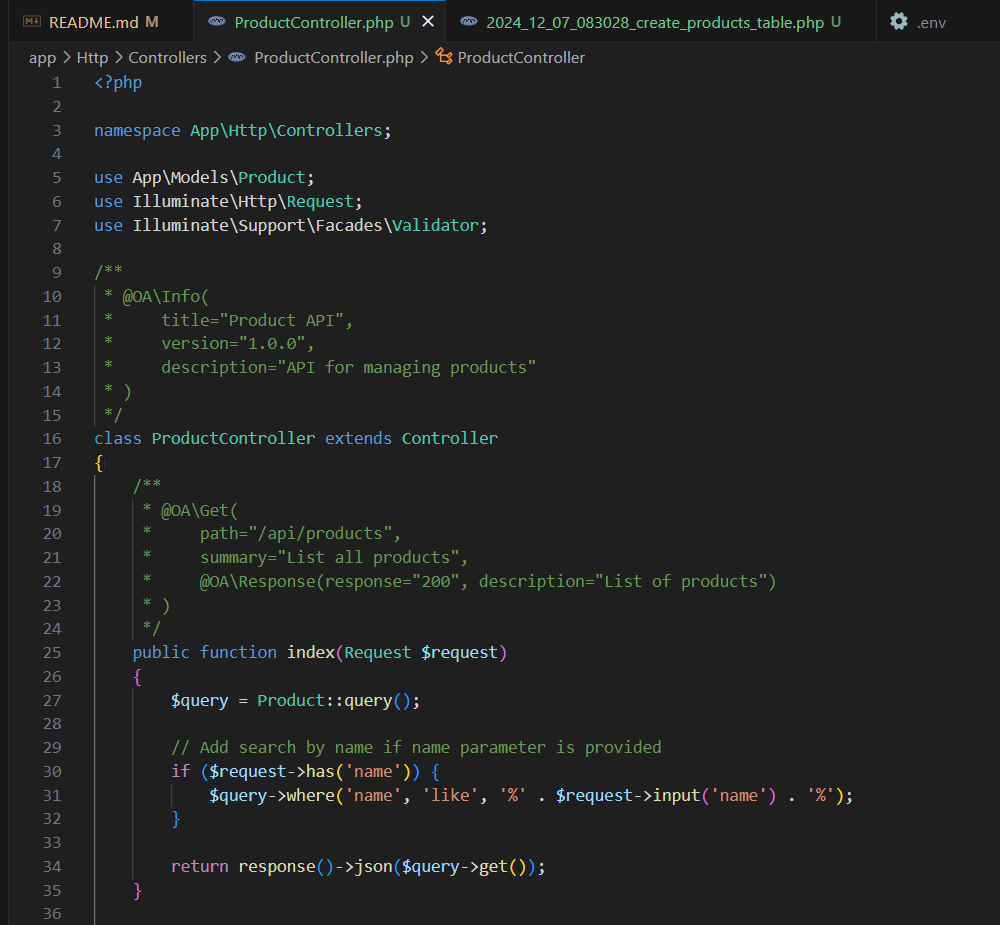 README.md M ProductController.php U 2024_12_07_083028_create_products_table.php U .env
app > Http > Controllers > ProductController.php > ProductController
1 <?php
2
3 namespace App\Http\Controllers;
4
5 use App\Models\Product;
6 use Illuminate\Http\Request;
7 use Illuminate\Support\Facades\Validator;
8
9 /**
10  * @OA\Info(
11  *     title="Product API",
12  *     version="1.0.0",
13  *     description="API for managing products"
14  * )
15  */
16 class ProductController extends Controller
17 {
18     /**
19      * @OA\Get(
20      *     path="/api/products",
21      *     summary="List all products",
22      *     @OA\Response(response="200", description="List of products")
23      * )
24      */
25     public function index(Request $request)
26     {
27         $query = Product::query();
28
29         // Add search by name if name parameter is provided
30         if ($request->has('name')) {
31             $query->where('name', 'like', '%' . $request->input('name') . '%');
32         }
33
34         return response()->json($query->get());
35     }
36